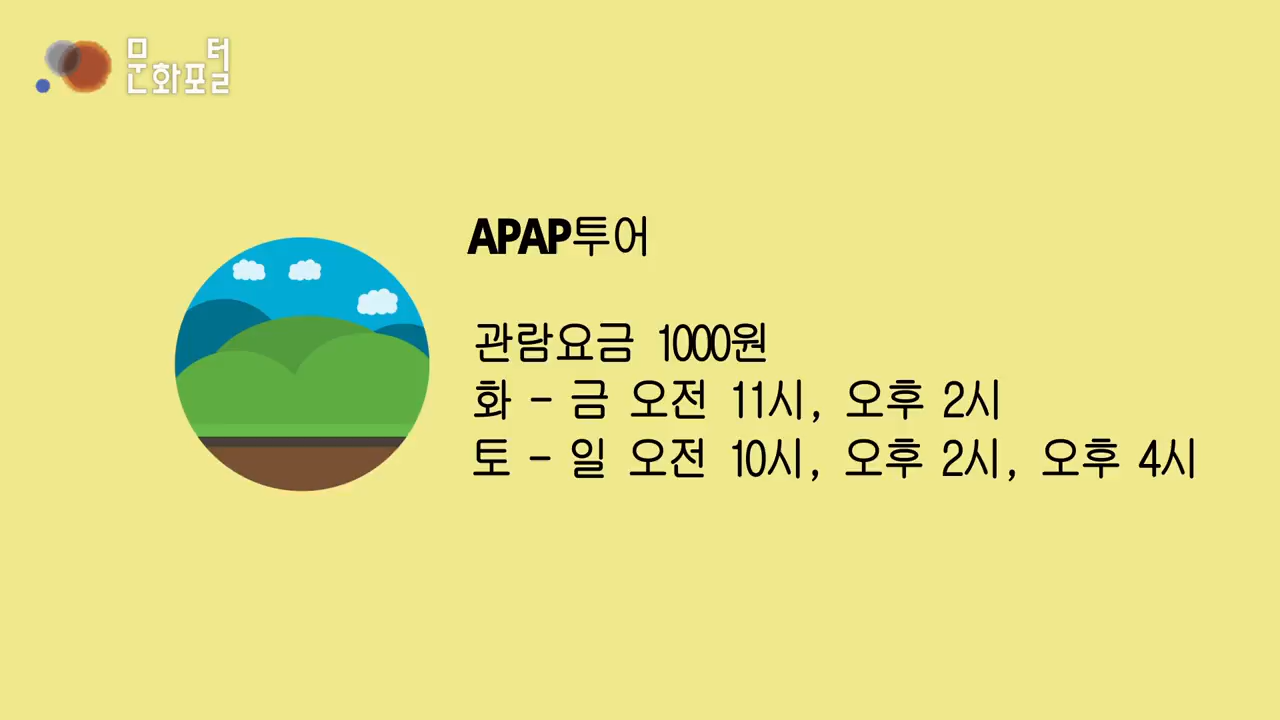 문화포털
APAP투어
관람요금 1000원
화 - 금 오전 11시, 오후 2시
토 - 일 오전 10시, 오후 2시, 오후 4시